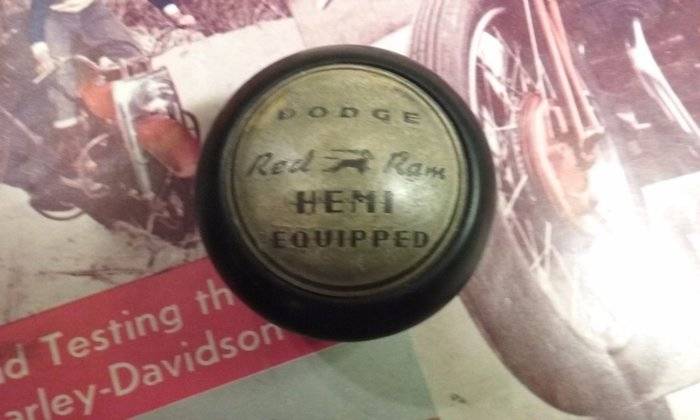 DODGE
Red Ram
HEMI
EQUIPPED
d Testing th
arley-Davidson